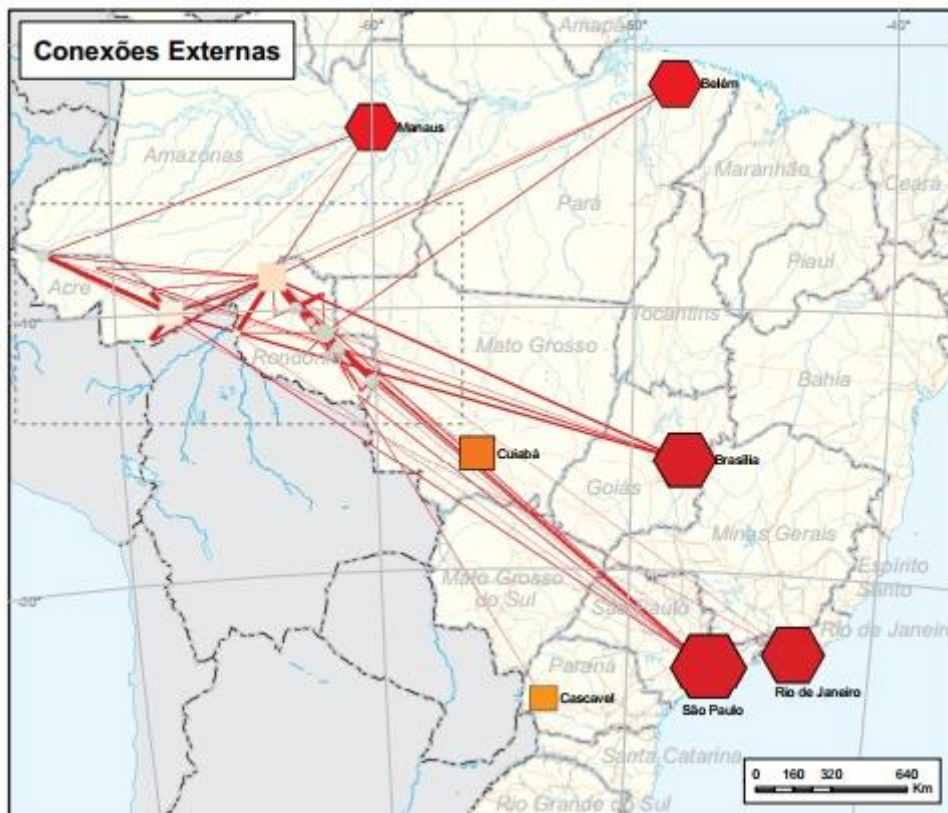 Conexões Externas
-60°
-50°
-40°
Amapá
Belém
Manaus
Amazonas
Maranhão
Ceará
Pará
Acre
Piauí
-10°
Tocantins
Rondônia
Mato Grosso
Bahia
Cuiabá
Brasília
Goiás
Minas Gerais
Espírito
Santo
Mato Grosso
do Sul
-20°
São Paulo
Rio de Janeiro
Paraná
Cascavel
São Paulo
Rio de Janeiro
Santa Catarina
0 160 320 640
Km
Rio Grande do Sul